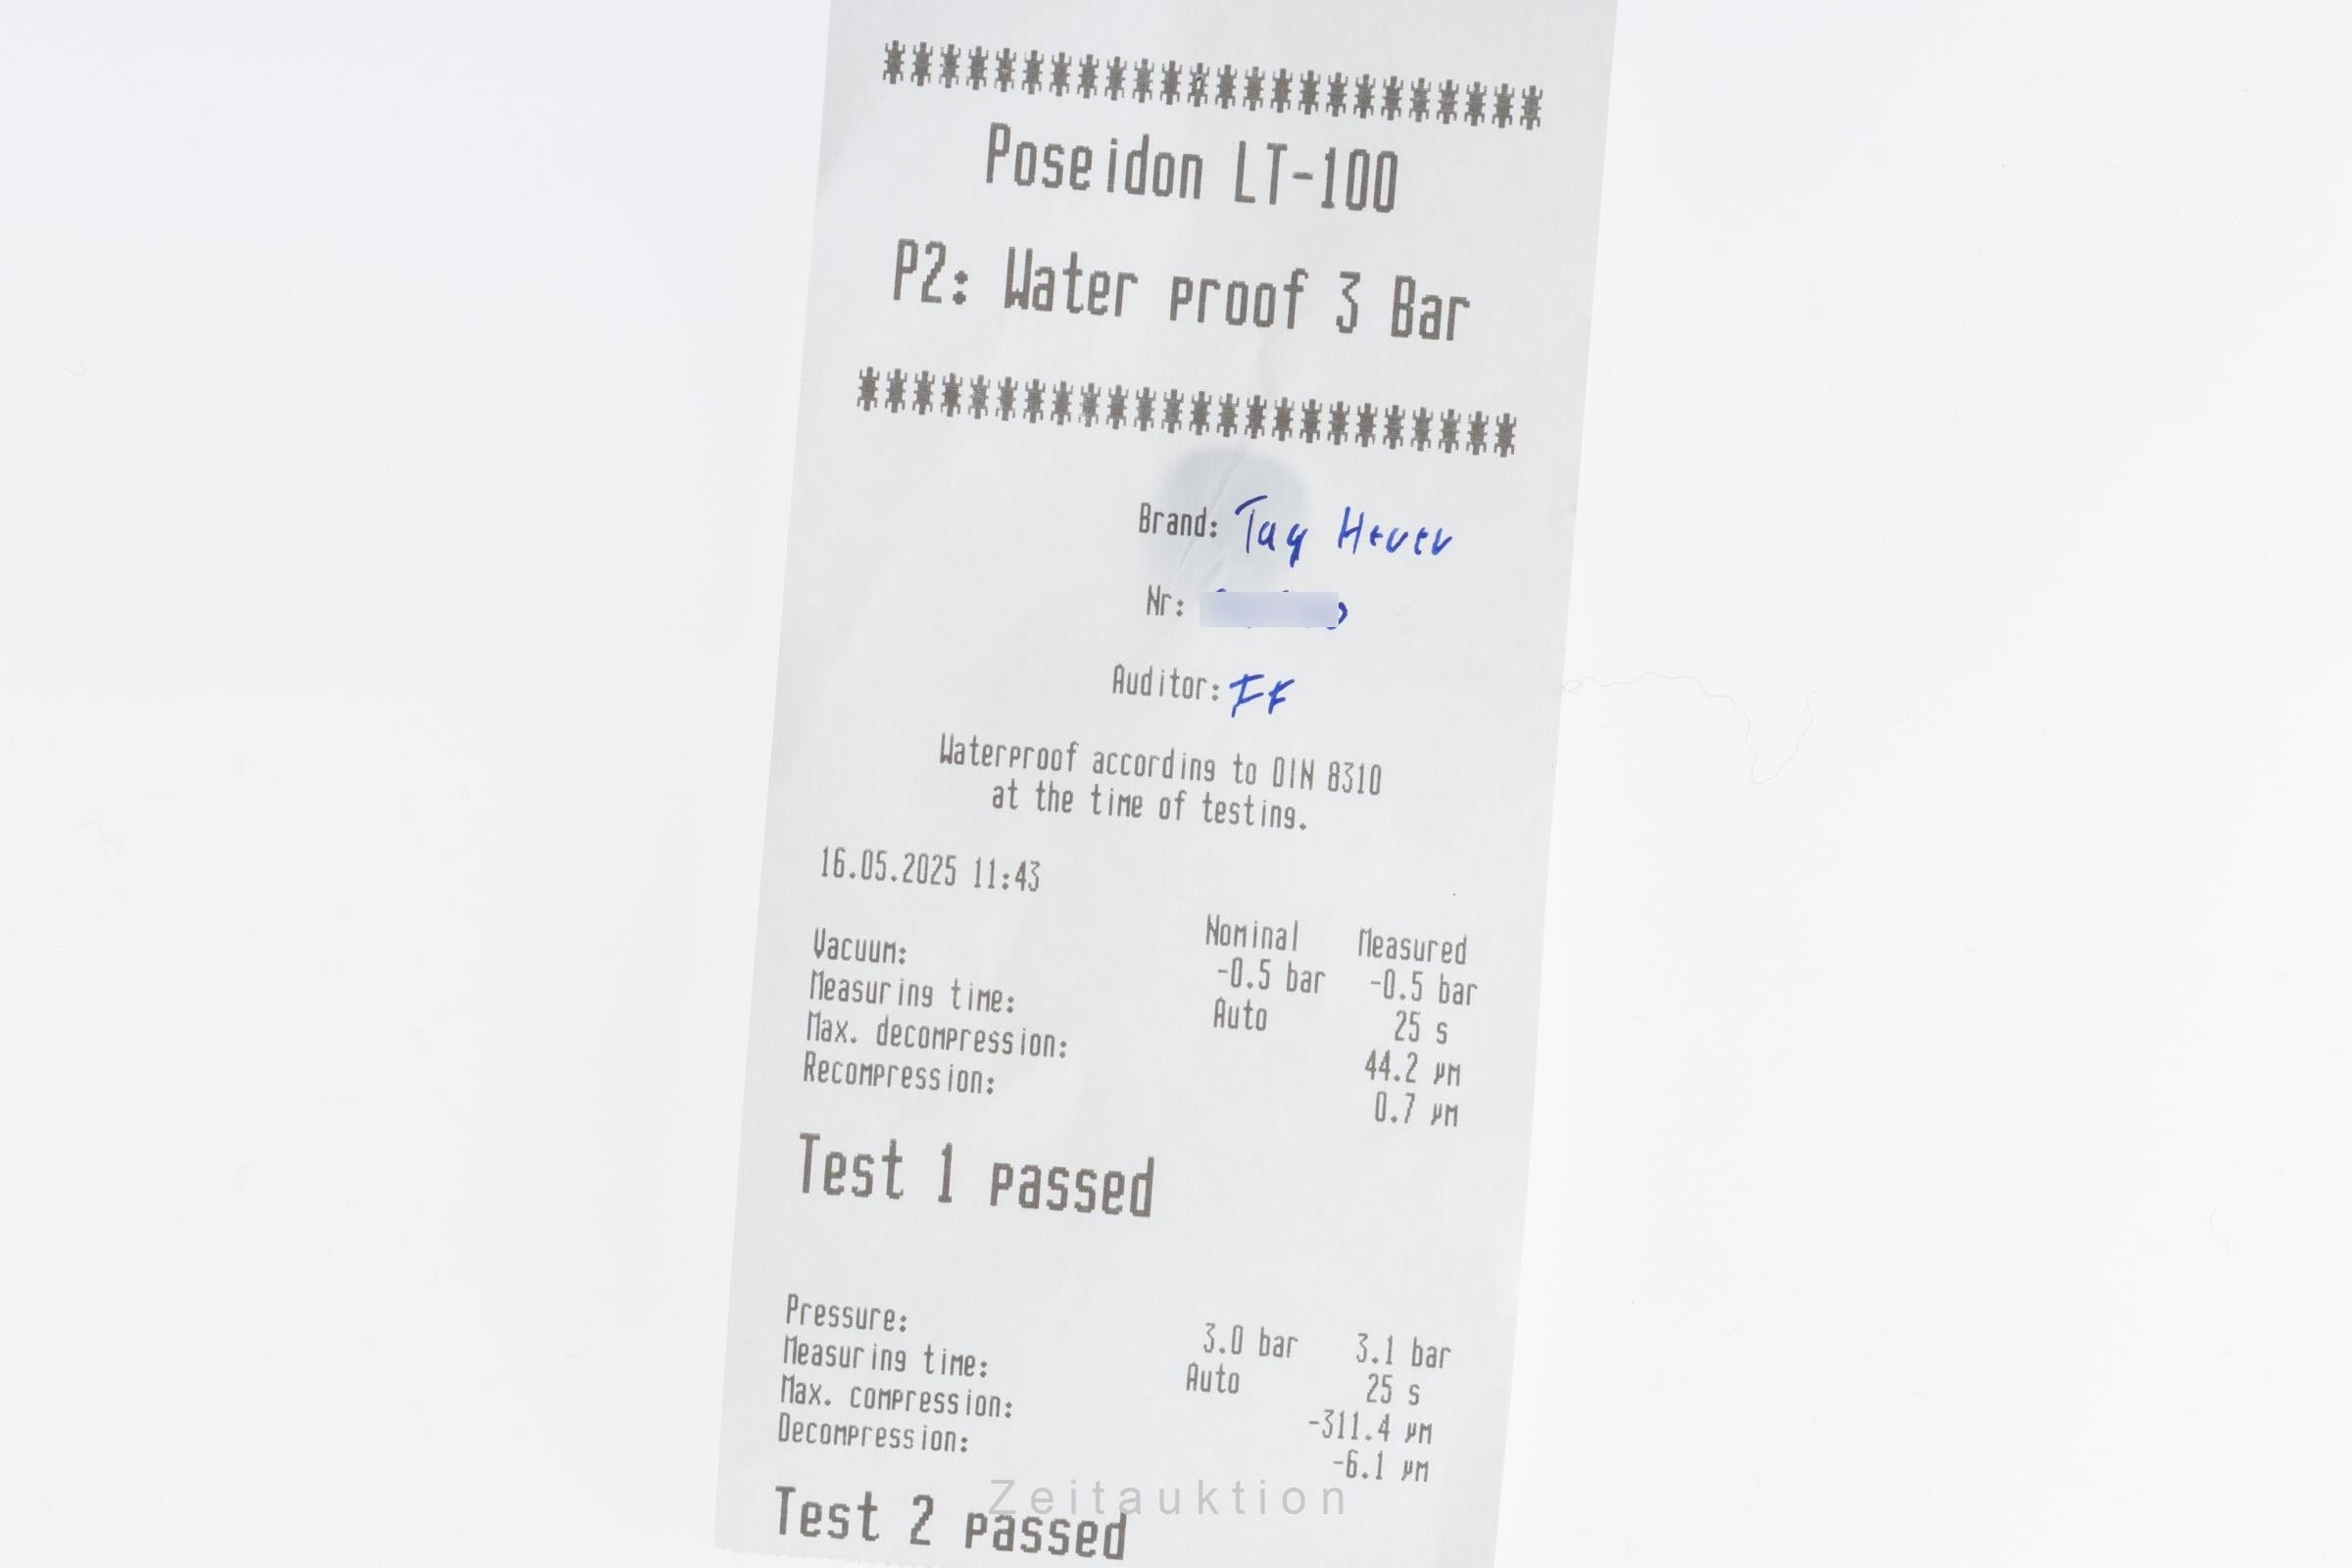 ************************
Poseidon LT-100
P2: Water proof 3 Bar
************************
Brand: Tag Heuer
Nr:
Auditor: FF
Waterproof according to DIN 8310
at the time of testing.
16.05.2025 11:43
Nominal Measured
Vacuum: -0.5 bar -0.5 bar
Measuring time: Auto 25 s
Max. decompression: 44.2 µm
Recompression: 0.7 µm
Test 1 passed
Pressure: 3.0 bar 3.1 bar
Measuring time: Auto 25 s
Max. compression: -311.4 µm
Decompression: -6.1 µm
Zeitauktion
Test 2 passed